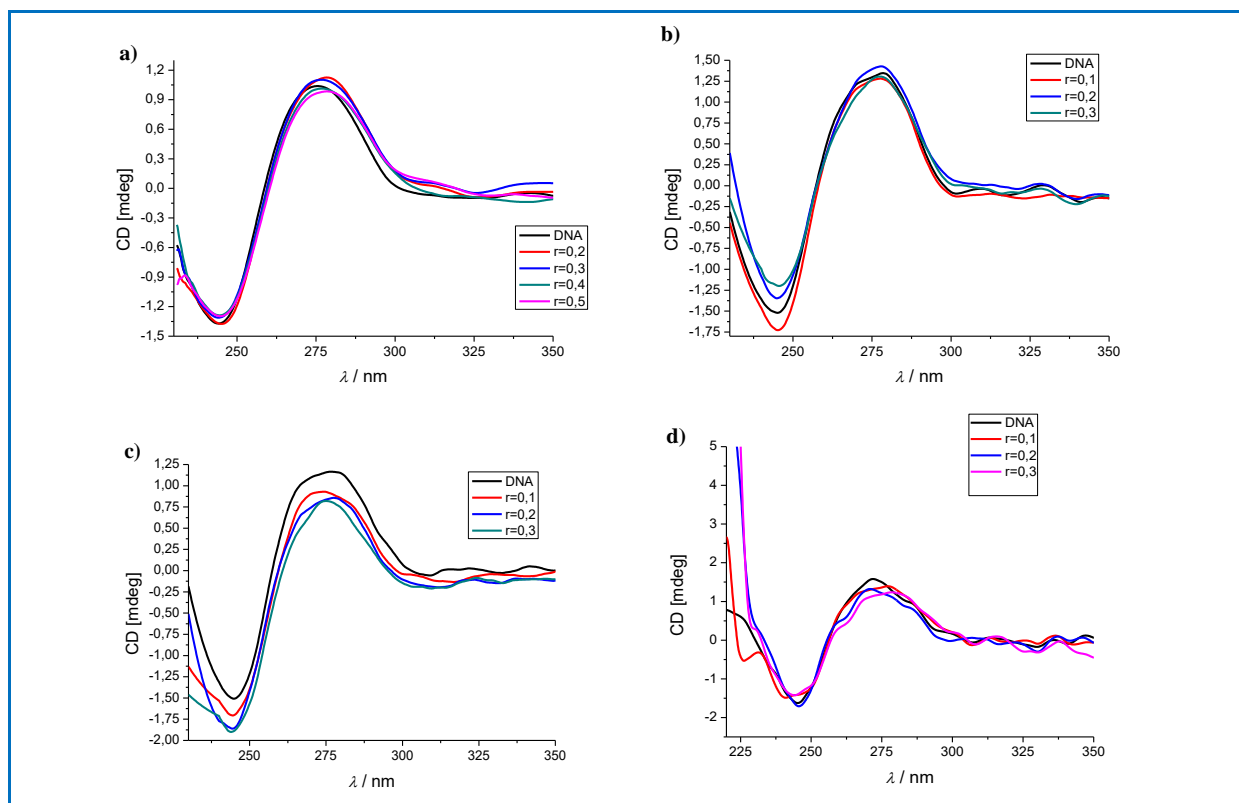 a)
1,2
0,9
0,6
0,3
0,0
-0,3
-0,6
-0,9
-1,2
-1,5
CD [mdeg]
250 275 300 325 350
λ / nm
DNA
r=0,2
r=0,3
r=0,4
r=0,5
b)
1,50
1,25
1,00
0,75
0,50
0,25
0,00
-0,25
-0,50
-0,75
-1,00
-1,25
-1,50
-1,75
CD [mdeg]
250 275 300 325 350
λ / nm
DNA
r=0,1
r=0,2
r=0,3
c)
1,25
1,00
0,75
0,50
0,25
0,00
-0,25
-0,50
-0,75
-1,00
-1,25
-1,50
-1,75
-2,00
CD [mdeg]
250 275 300 325 350
λ / nm
DNA
r=0,1
r=0,2
r=0,3
d)
5
4
3
2
1
0
-1
-2
CD [mdeg]
225 250 275 300 325 350
λ / nm
DNA
r=0,1
r=0,2
r=0,3